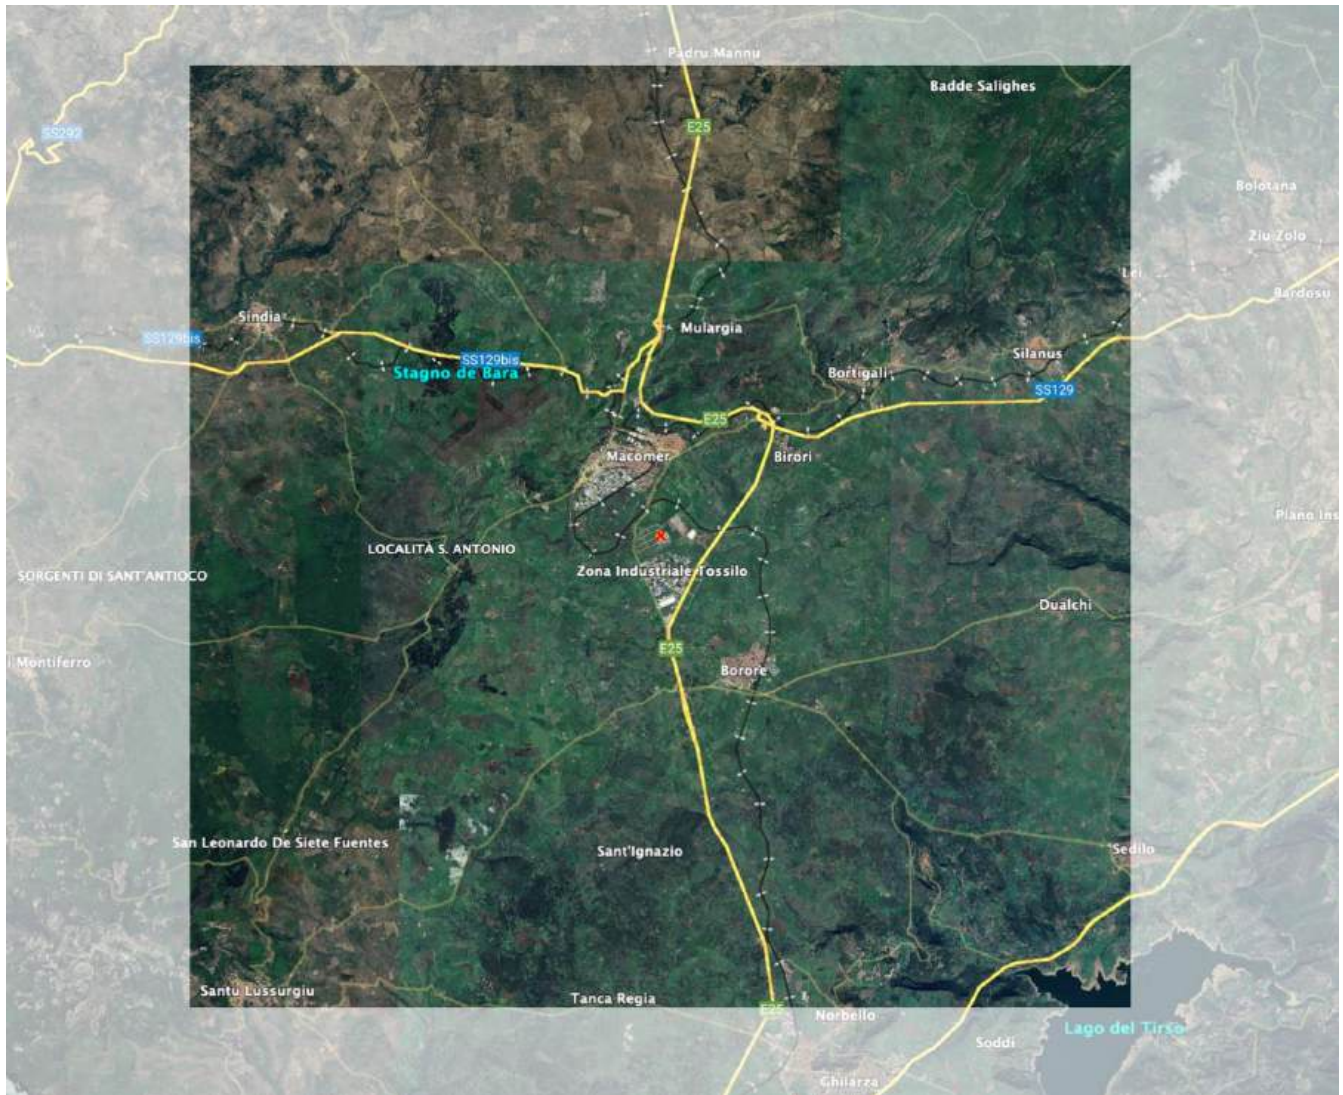 Padru Mannu
Badde Salighes
E25
SS292
Bolotana
Ziu Zolo
Lei
Bardosu
Sindia
Mulargia
SS129bis
SS129bis
Silanus
Stagno de Bara
Bortigali
SS129
E25
Macomer
Birori
Piano Ins
LOCALITÀ S. ANTONIO
SORGENTI DI SANT'ANTIOCO
Zona Industriale Tossilo
Dualchi
E25
i Montiferro
Borore
San Leonardo De Siete Fuentes
Sant'Ignazio
Sedilo
Santu Lussurgiu
Tanca Regia
E25
Norbello
Lago del Tirso
Soddi
Ghilarza